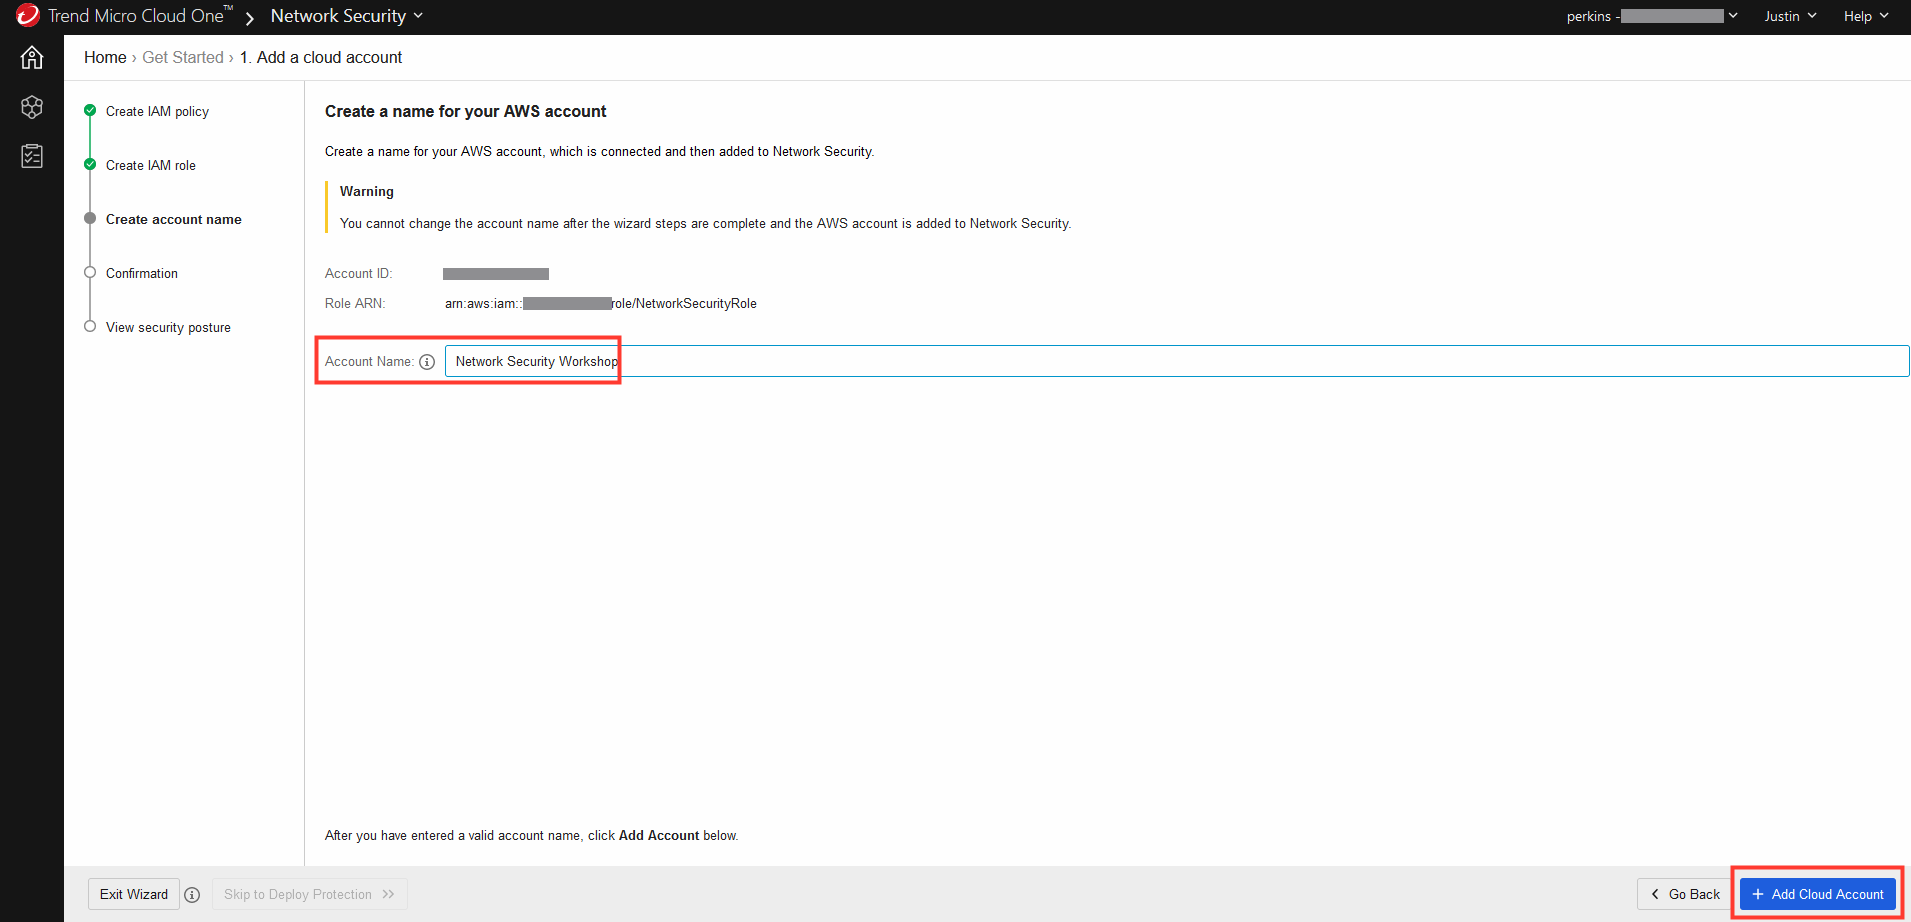 Trend Micro Cloud One™ Network Security
perkins - Justin Help
Home › Get Started › 1. Add a cloud account
Create IAM policy
Create IAM role
Create account name
Confirmation
View security posture
Create a name for your AWS account
Create a name for your AWS account, which is connected and then added to Network Security.
Warning
You cannot change the account name after the wizard steps are complete and the AWS account is added to Network Security.
Account ID:
Role ARN: arn:aws:iam:: role/NetworkSecurityRole
Account Name: Network Security Workshop
After you have entered a valid account name, click Add Account below.
Exit Wizard Skip to Deploy Protection Go Back + Add Cloud Account